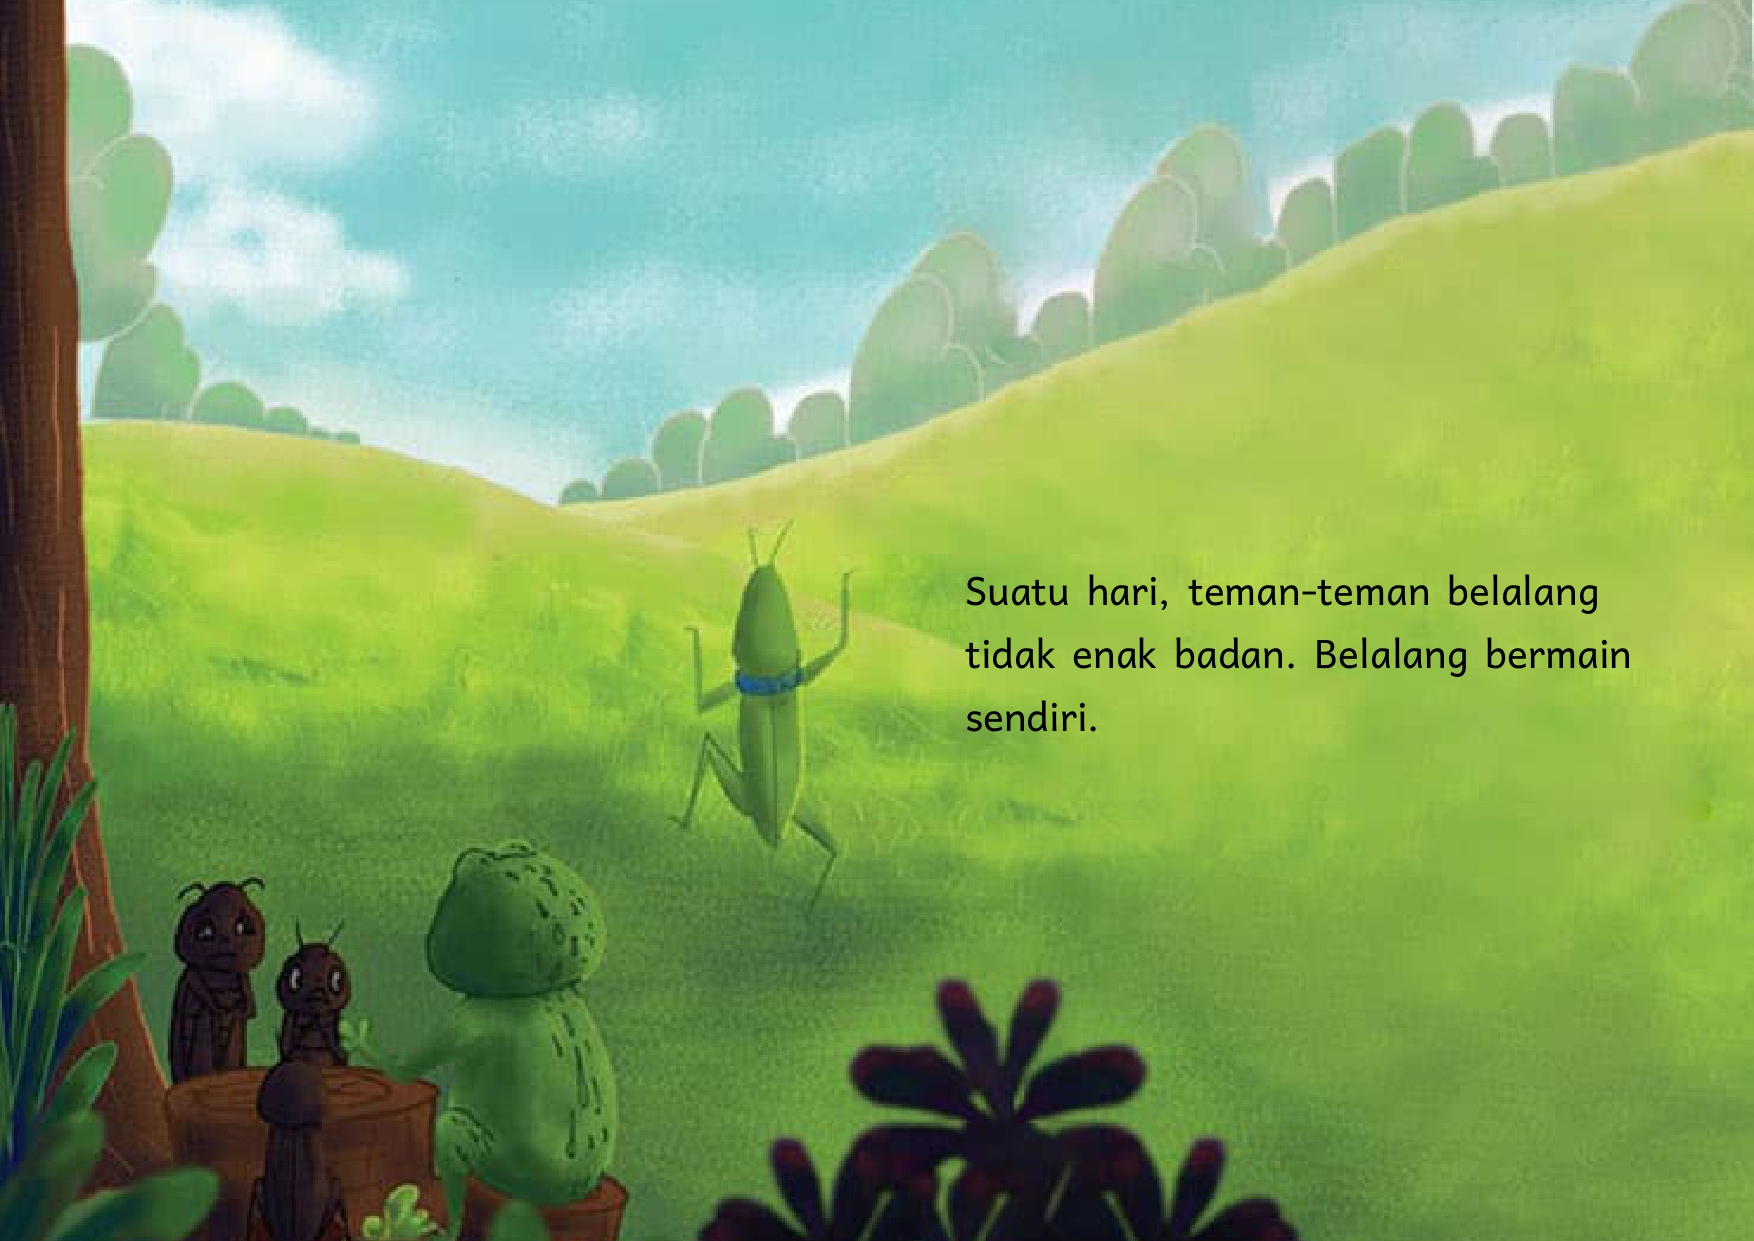 Suatu hari, teman-teman belalang
tidak enak badan. Belalang bermain
sendiri.